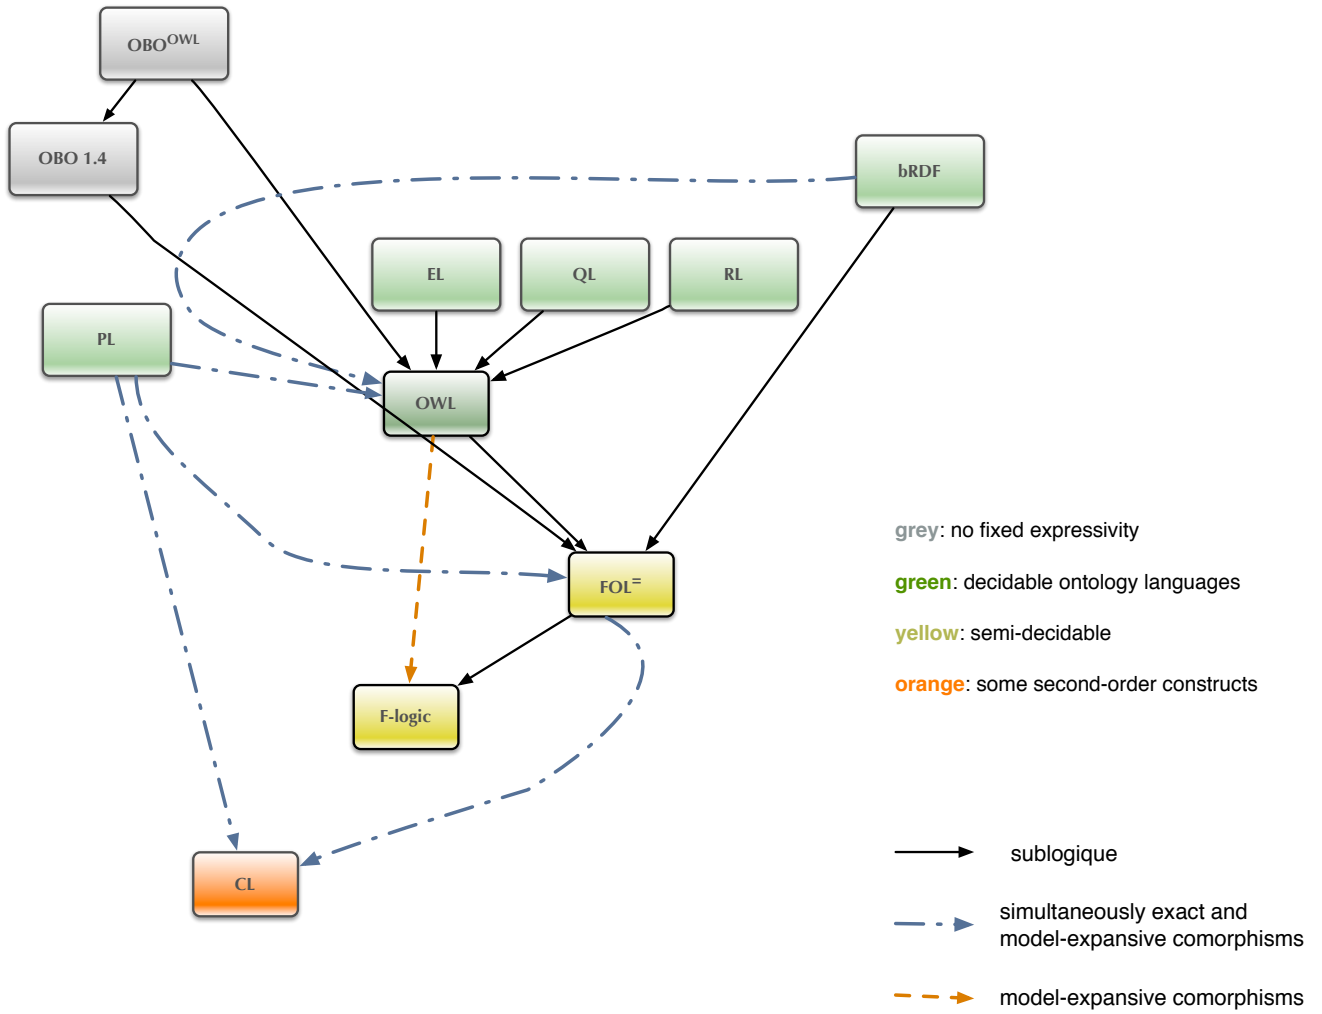 OBOOWL
OBO 1.4
bRDF
EL
QL
RL
PL
OWL
FOL=
F-logic
CL
grey: no fixed expressivity
green: decidable ontology languages
yellow: semi-decidable
orange: some second-order constructs
sublogique
simultaneously exact and
model-expansive comorphisms
model-expansive comorphisms